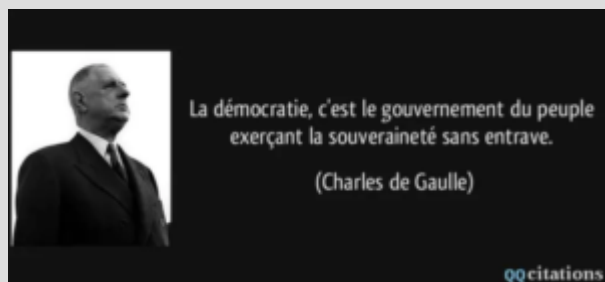 La démocratie, c'est le gouvernement du peuple
exerçant la souveraineté sans entrave.
(Charles de Gaulle)
QQcitations